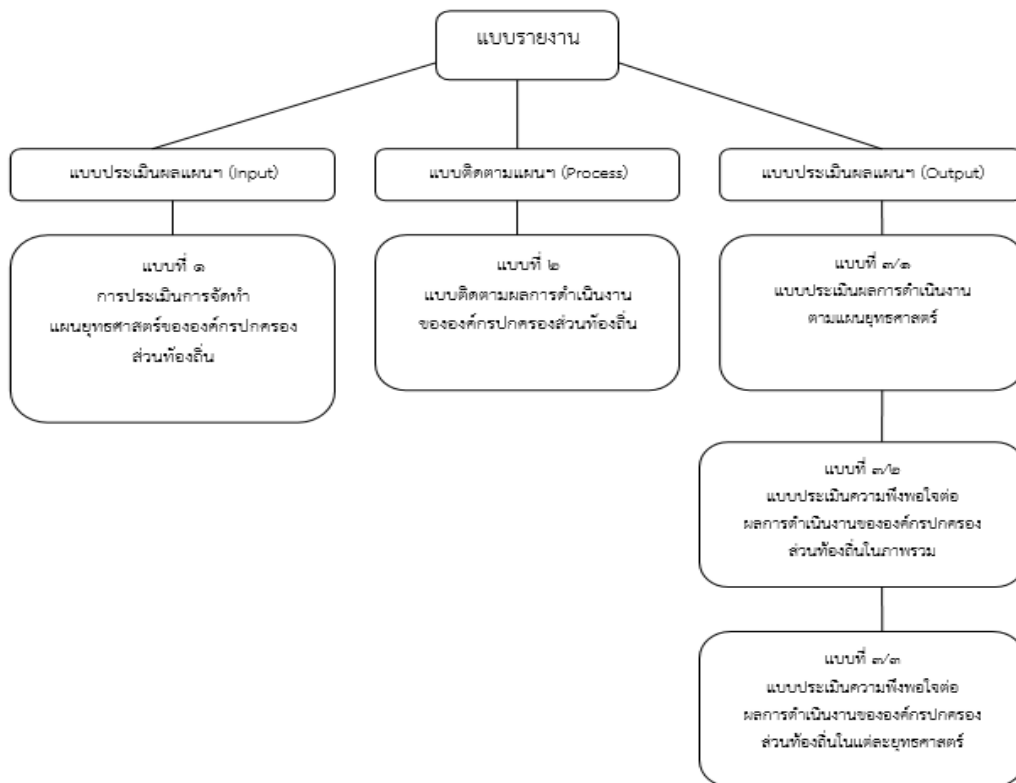 แบบรายงาน
แบบประเมินผลแผนฯ (Input)
แบบติดตามแผนฯ (Process)
แบบประเมินผลแผนฯ (Output)
แบบที่ ๑
การประเมินการจัดทำ
แผนยุทธศาสตร์ขององค์กรปกครอง
ส่วนท้องถิ่น
แบบที่ ๒
แบบติดตามผลการดำเนินงาน
ขององค์กรปกครองส่วนท้องถิ่น
แบบที่ ๓/๑
แบบประเมินผลการดำเนินงาน
ตามแผนยุทธศาสตร์
แบบที่ ๓/๒
แบบประเมินความพึงพอใจต่อ
ผลการดำเนินงานขององค์กรปกครอง
ส่วนท้องถิ่นในภาพรวม
แบบที่ ๓/๓
แบบประเมินความพึงพอใจต่อ
ผลการดำเนินงานขององค์กรปกครอง
ส่วนท้องถิ่นในแต่ละยุทธศาสตร์